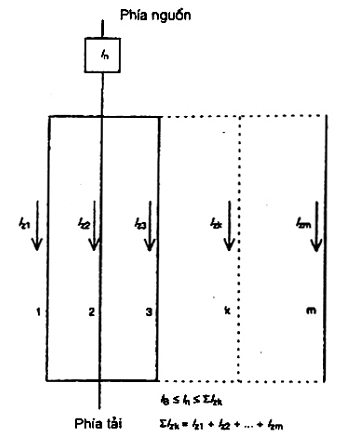 Phía nguồn
In
Iz1 Iz2 Iz3 Izk Izm
1 2 3 k m
IB ≤ In ≤ ΣIzk
Phía tải ΣIzk = Iz1 + Iz2 + ... + Izm